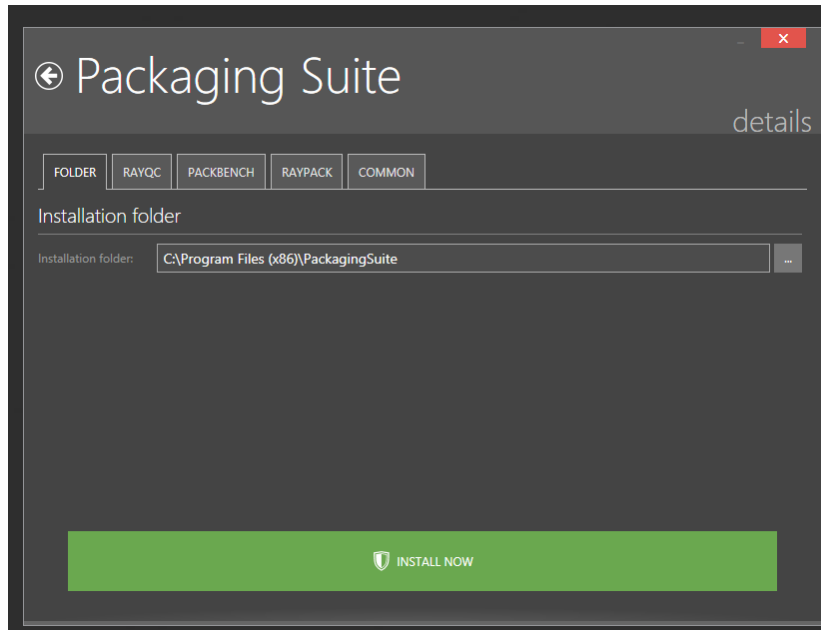 Packaging Suite
details
FOLDER RAYQC PACKBENCH RAYPACK COMMON
Installation folder
Installation folder: C:\Program Files (x86)\PackagingSuite ...
INSTALL NOW